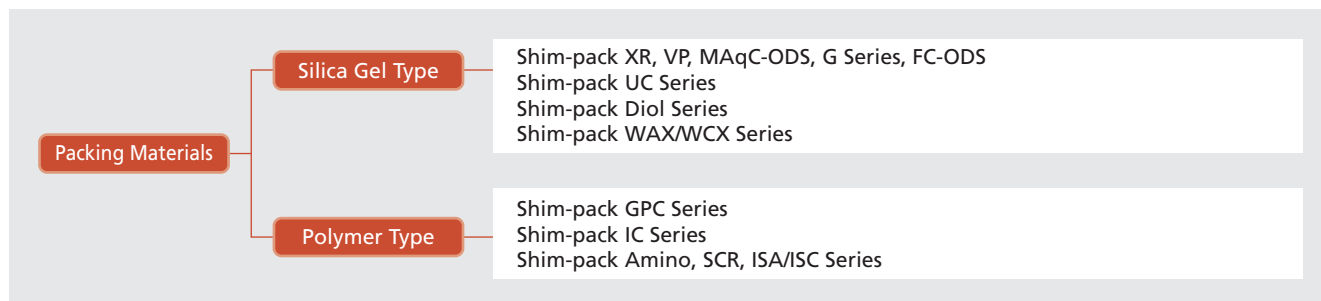 Packing Materials
Silica Gel Type
Shim-pack XR, VP, MAqC-ODS, G Series, FC-ODS
Shim-pack UC Series
Shim-pack Diol Series
Shim-pack WAX/WCX Series
Polymer Type
Shim-pack GPC Series
Shim-pack IC Series
Shim-pack Amino, SCR, ISA/ISC Series